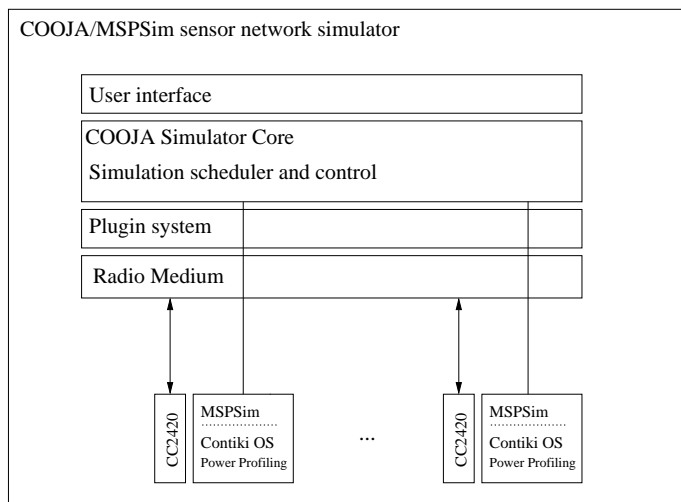 COOJA/MSPSim sensor network simulator
User interface
COOJA Simulator Core
Simulation scheduler and control
Plugin system
Radio Medium
CC2420
MSPSim
Contiki OS
Power Profiling
...
CC2420
MSPSim
Contiki OS
Power Profiling